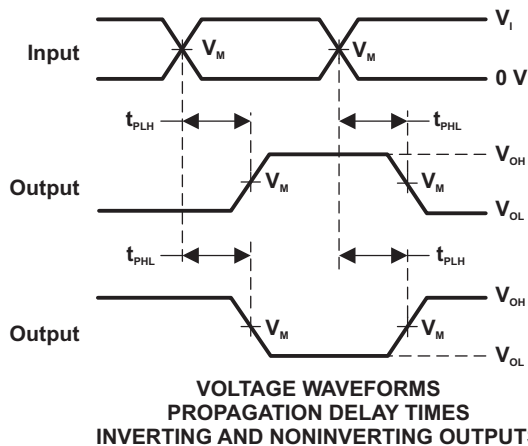 Input
V_M
V_M
V_I
0 V
t_PLH
t_PHL
Output
V_M
V_M
V_OH
V_OL
t_PHL
t_PLH
Output
V_M
V_M
V_OH
V_OL
VOLTAGE WAVEFORMS
PROPAGATION DELAY TIMES
INVERTING AND NONINVERTING OUTPUT